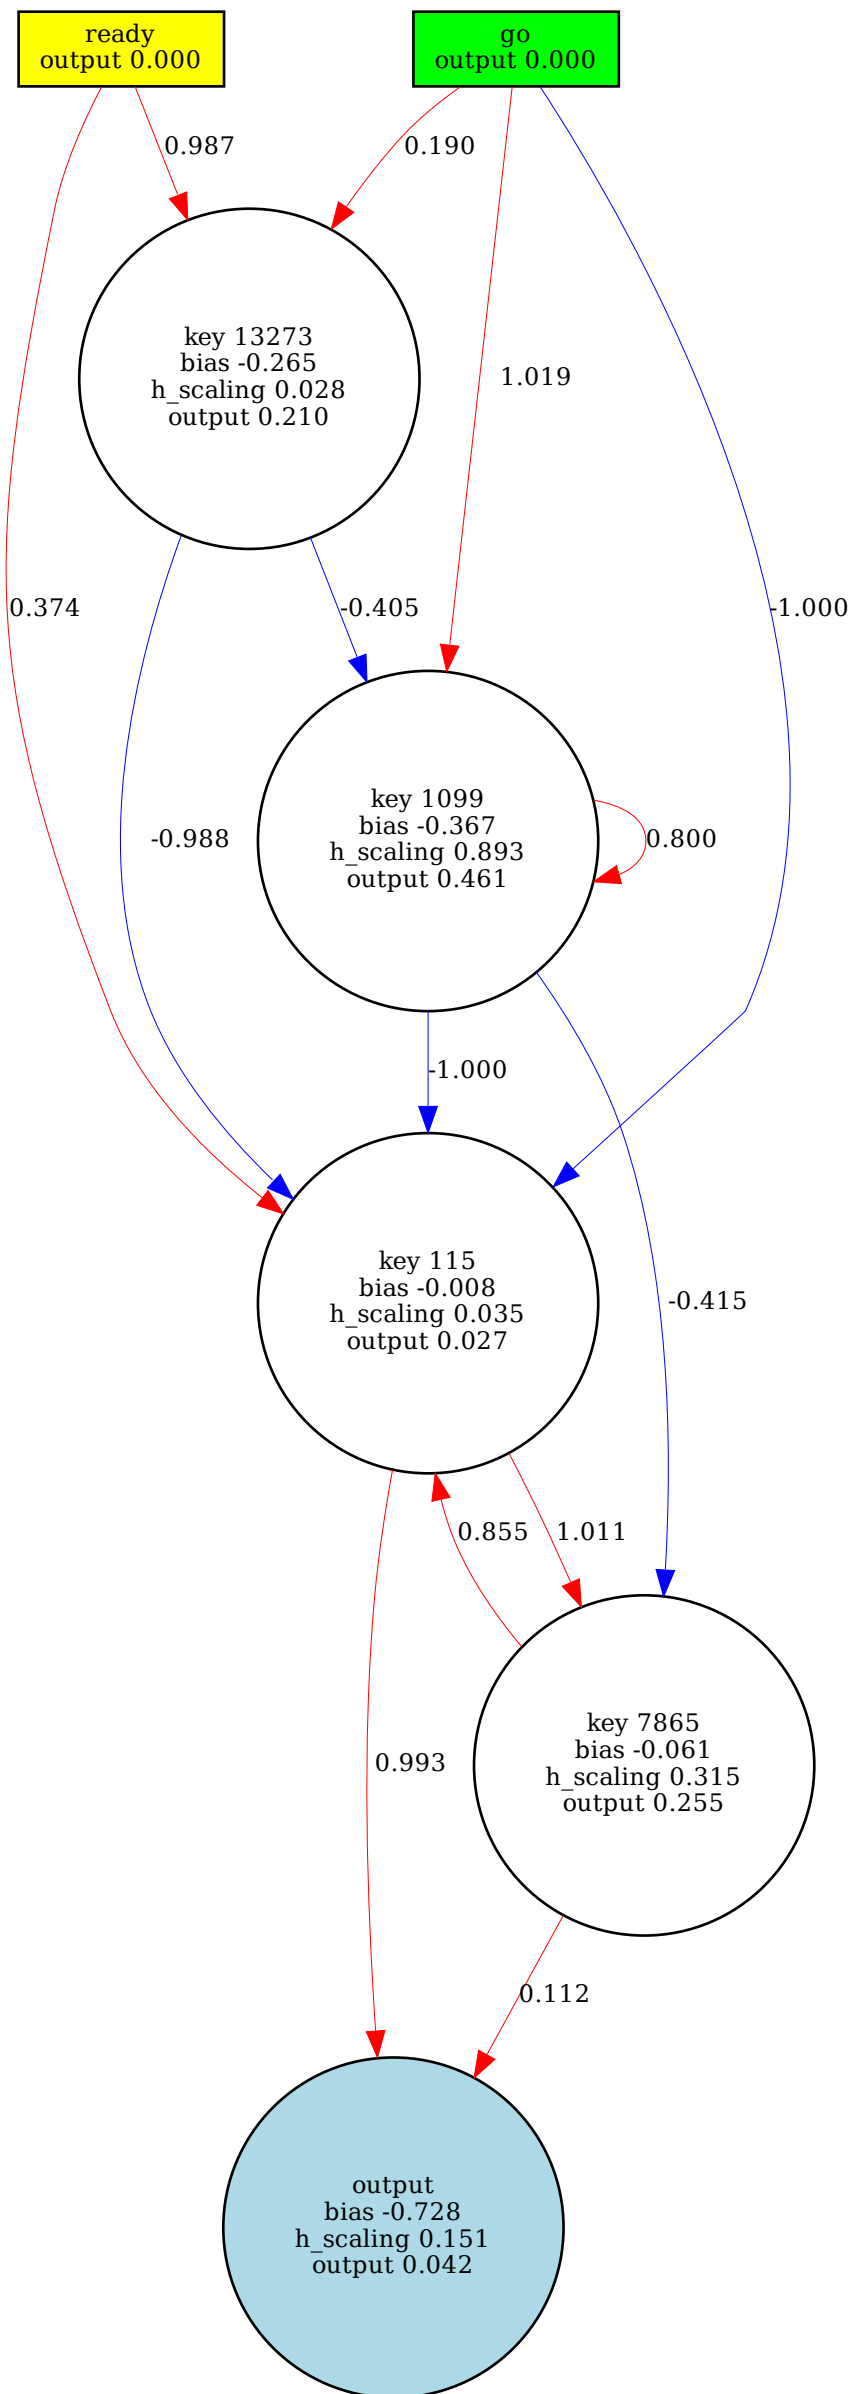 ready
output 0.000
go
output 0.000
0.987
0.190
key 13273
bias -0.265
h_scaling 0.028
output 0.210
1.019
0.374
-0.405
-1.000
key 1099
bias -0.367
h_scaling 0.893
output 0.461
-0.988
0.800
-1.000
key 115
bias -0.008
h_scaling 0.035
output 0.027
-0.415
0.855
1.011
key 7865
bias -0.061
h_scaling 0.315
output 0.255
0.993
0.112
output
bias -0.728
h_scaling 0.151
output 0.042